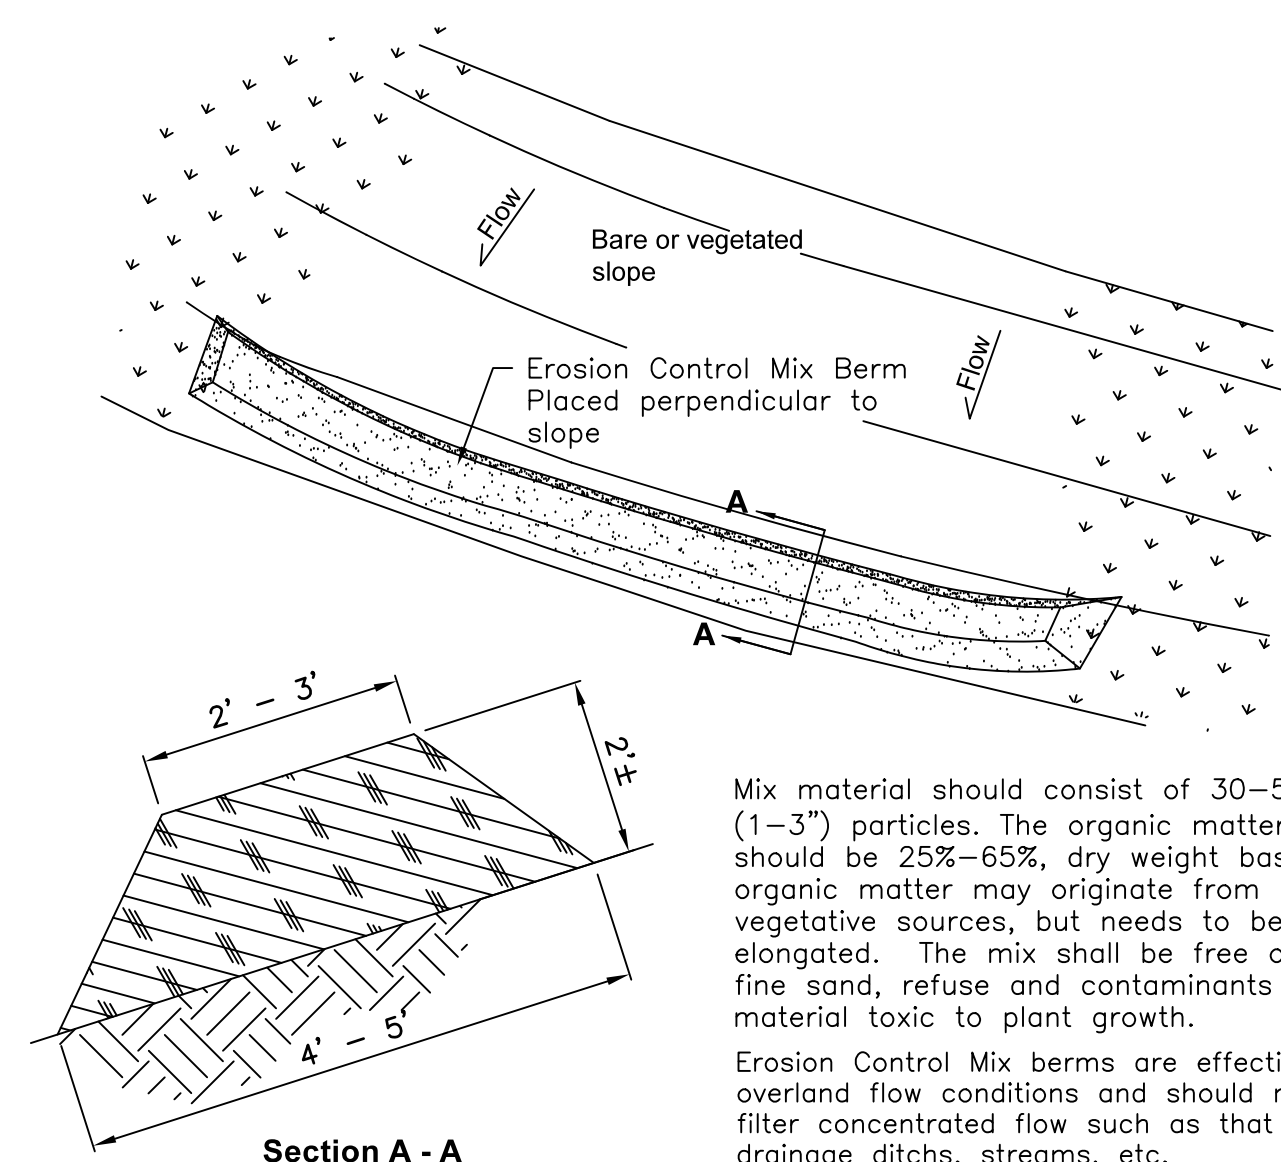 Flow
Bare or vegetated
slope
Flow
Erosion Control Mix Berm
Placed perpendicular to
slope
A
A
2' - 3'
2'±
4' - 5'
Section A - A
Mix material should consist of 30-5
(1-3") particles. The organic matter
should be 25%-65%, dry weight bas
organic matter may originate from
vegetative sources, but needs to be
elongated. The mix shall be free o
fine sand, refuse and contaminants
material toxic to plant growth.
Erosion Control Mix berms are effecti
overland flow conditions and should n
filter concentrated flow such as that
drainage ditchs, streams, etc.